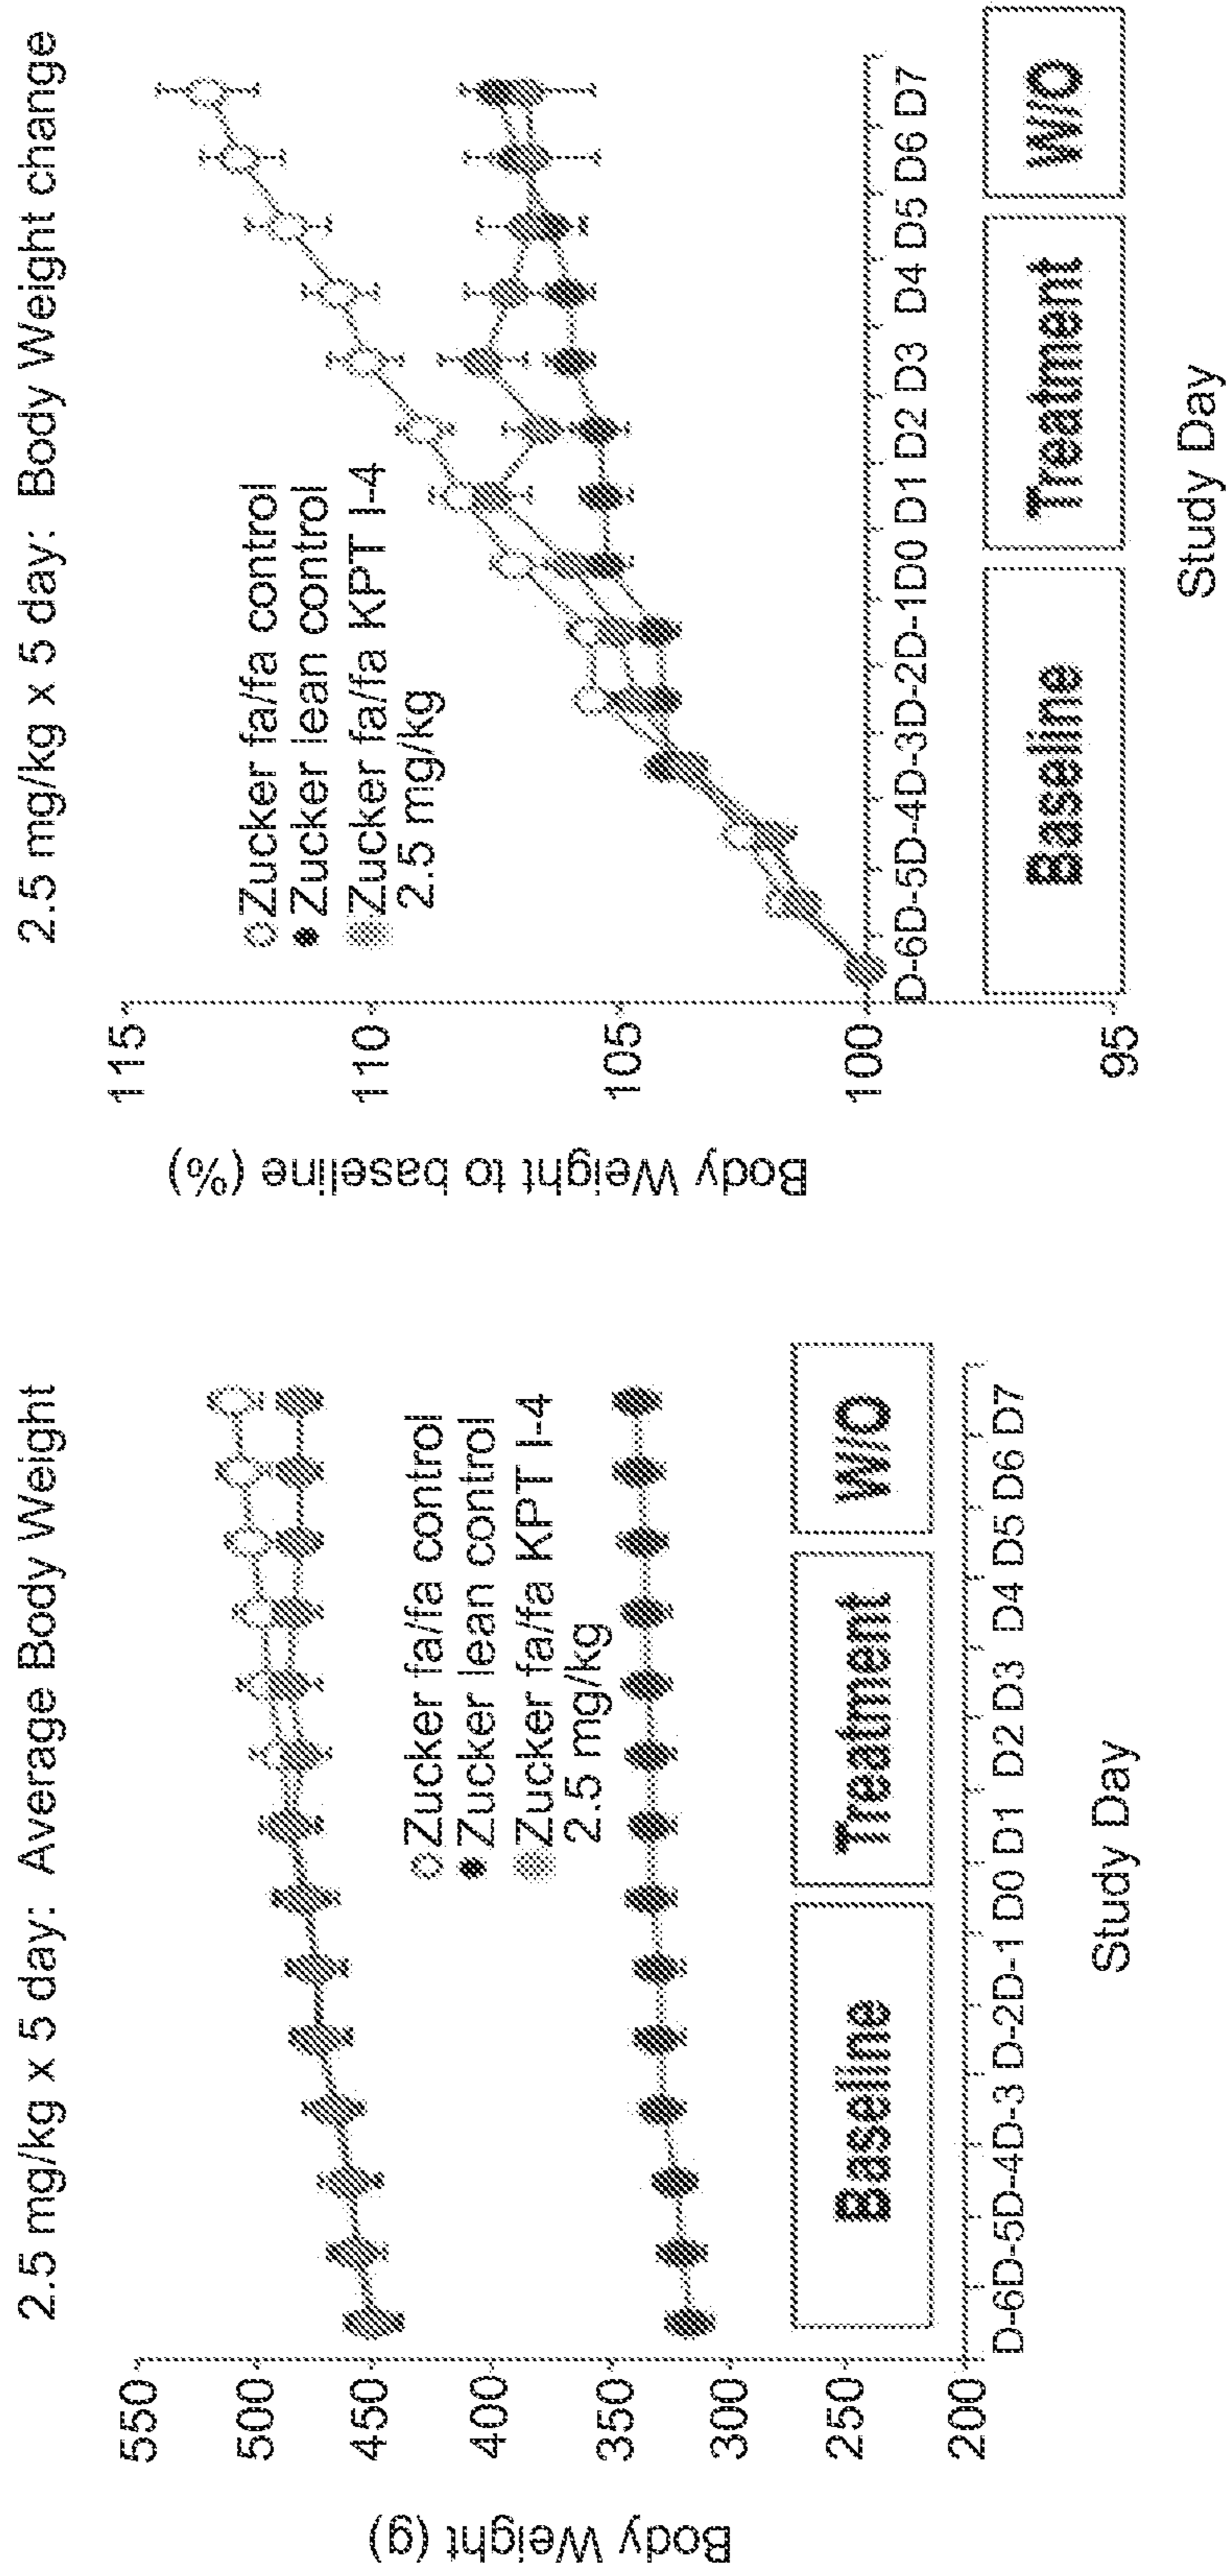 2.5 mg/kg x 5 day: Average Body Weight
Body Weight (g)
550
500
450
400
350
300
250
200
Zucker fa/fa control
Zucker lean control
Zucker fa/fa KPT I-4
2.5 mg/kg
Baseline
Treatment
W/O
D-6D-5D-4D-3 D-2D-1 D0 D1 D2 D3 D4 D5 D6 D7
Study Day
2.5 mg/kg x 5 day: Body Weight change
Body Weight to baseline (%)
115
110
105
100
95
Zucker fa/fa control
Zucker lean control
Zucker fa/fa KPT I-4
2.5 mg/kg
D-6D-5D-4D-3D-2D-1D0 D1 D2 D3 D4 D5 D6 D7
Baseline
Treatment
W/O
Study Day